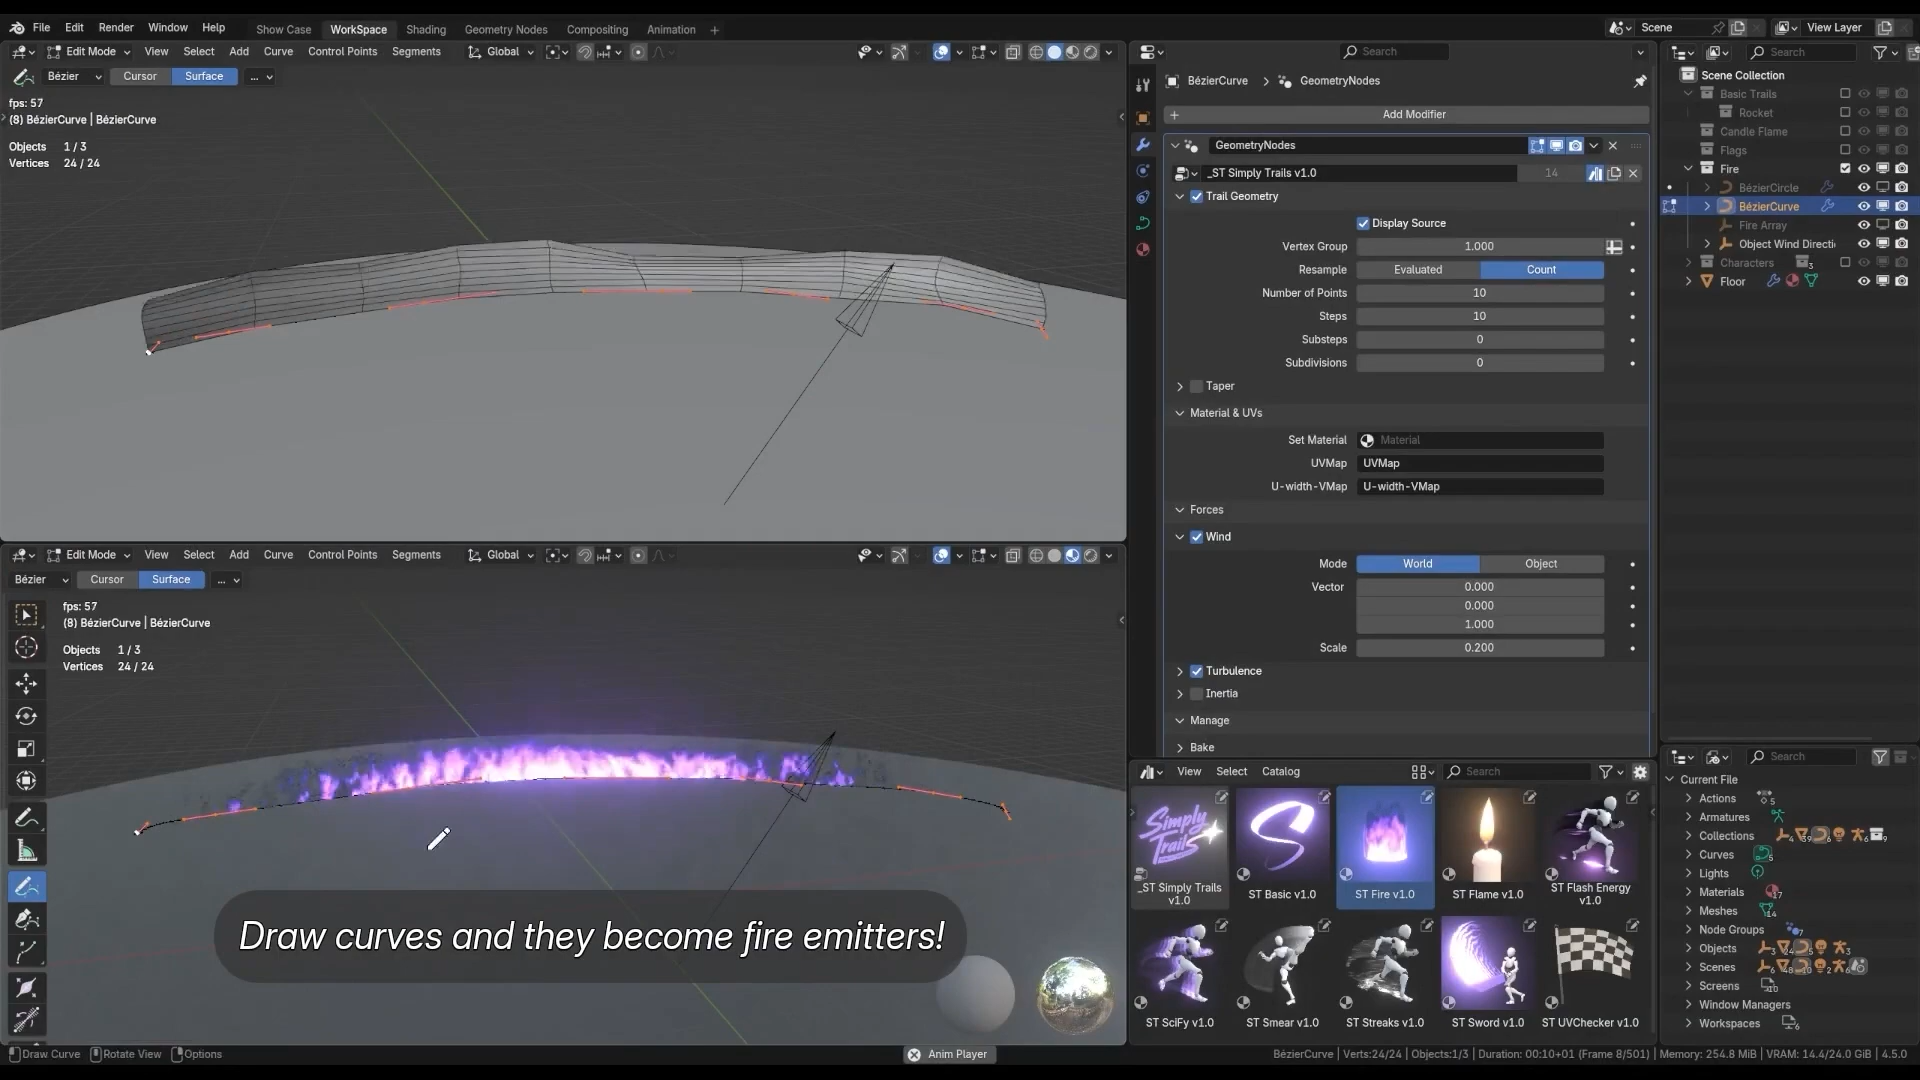 File Edit Render Window Help Show Case WorkSpace Shading Geometry Nodes Compositing Animation + Scene View Layer
Edit Mode View Select Add Curve Control Points Segments Global
Bézier Cursor Surface ...
fps: 57
(8) BézierCurve | BézierCurve
Objects 1 / 3
Vertices 24 / 24
Edit Mode View Select Add Curve Control Points Segments Global
Bézier Cursor Surface ...
fps: 57
(8) BézierCurve | BézierCurve
Objects 1 / 3
Vertices 24 / 24
Draw curves and they become fire emitters!
Search
BézierCurve > GeometryNodes
+ Add Modifier
GeometryNodes
_ST Simply Trails v1.0 14
Trail Geometry
Display Source
Vertex Group 1.000
Resample Evaluated Count
Number of Points 10
Steps 10
Substeps 0
Subdivisions 0
Taper
Material & UVs
Set Material Material
UVMap UVMap
U-width-VMap U-width-VMap
Forces
Wind
Mode World Object
Vector 0.000
0.000
1.000
Scale 0.200
Turbulence
Inertia
Manage
Bake
View Select Catalog Search
Simply
Trails
_ST Simply Trails
v1.0
ST Basic v1.0
ST Fire v1.0
ST Flame v1.0
ST Flash Energy
v1.0
ST SciFy v1.0
ST Smear v1.0
ST Streaks v1.0
ST Sword v1.0
ST UVChecker v1.0
Search
Scene Collection
Basic Trails
Rocket
Candle Flame
Flags
Fire
BézierCircle
BézierCurve
Fire Array
Object Wind Directi
Characters 3
Floor
Search
Current File
Actions 5
Armatures
Collections
Curves 5
Lights
Materials 17
Meshes 14
Node Groups 7
Objects
Scenes
Screens
Window Managers
Workspaces 6
Draw Curve Rotate View Options Anim Player BézierCurve | Verts:24/24 | Objects:1/3 | Duration: 00:10+01 (Frame 8/501) | Memory: 254.8 MiB | VRAM: 14.4/24.0 GiB | 4.5.0